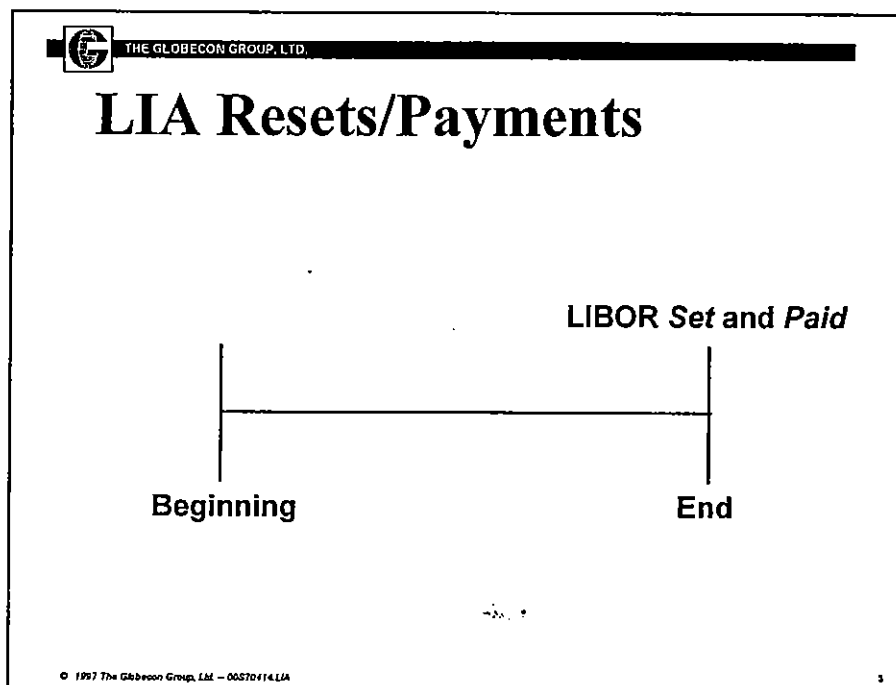 THE GLOBECON GROUP, LTD.
LIA Resets/Payments
LIBOR Set and Paid
Beginning
End
© 1997 The Globecon Group, Ltd. – 00S70414.LIA
3